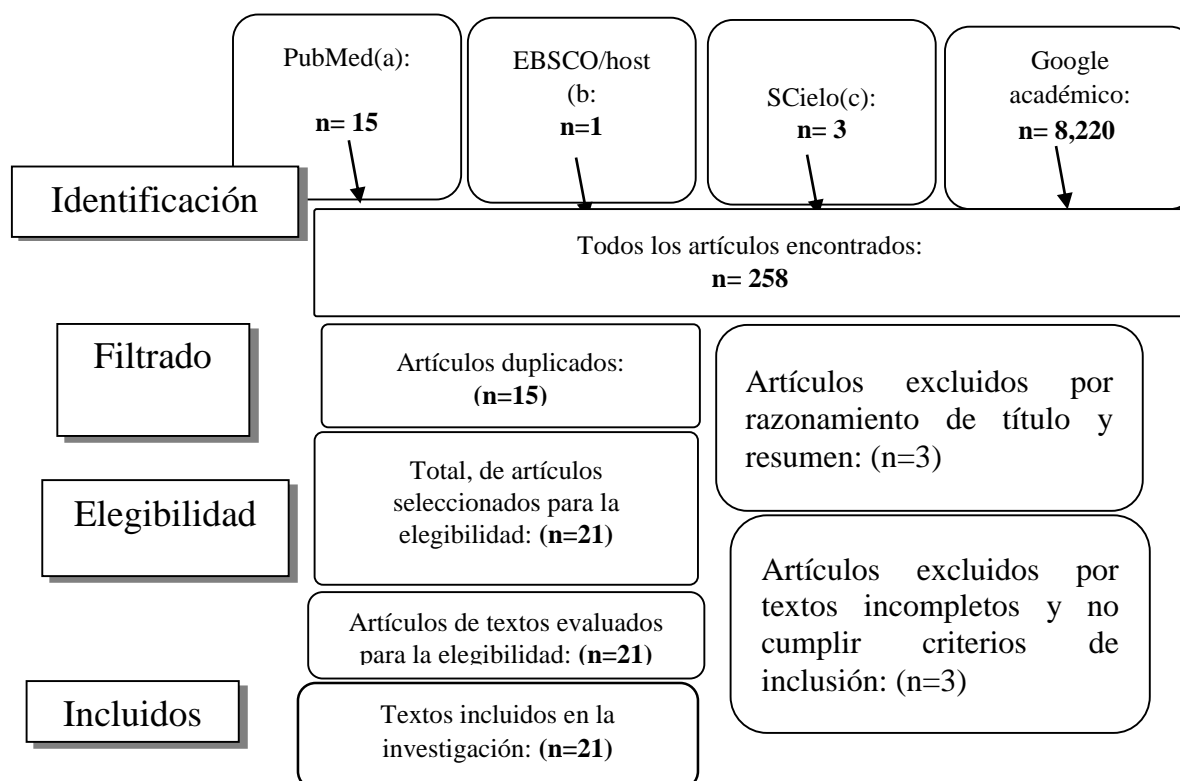 PubMed(a):
n= 15
EBSCO/host
(b:
n=1
SCielo(c):
n= 3
Google
académico:
n= 8,220
Identificación
Todos los artículos encontrados:
n= 258
Filtrado
Artículos duplicados:
(n=15)
Artículos excluidos por
razonamiento de título y
resumen: (n=3)
Elegibilidad
Total, de artículos
seleccionados para la
elegibilidad: (n=21)
Artículos excluidos por
textos incompletos y no
cumplir criterios de
inclusión: (n=3)
Artículos de textos evaluados
para la elegibilidad: (n=21)
Incluidos
Textos incluidos en la
investigación: (n=21)